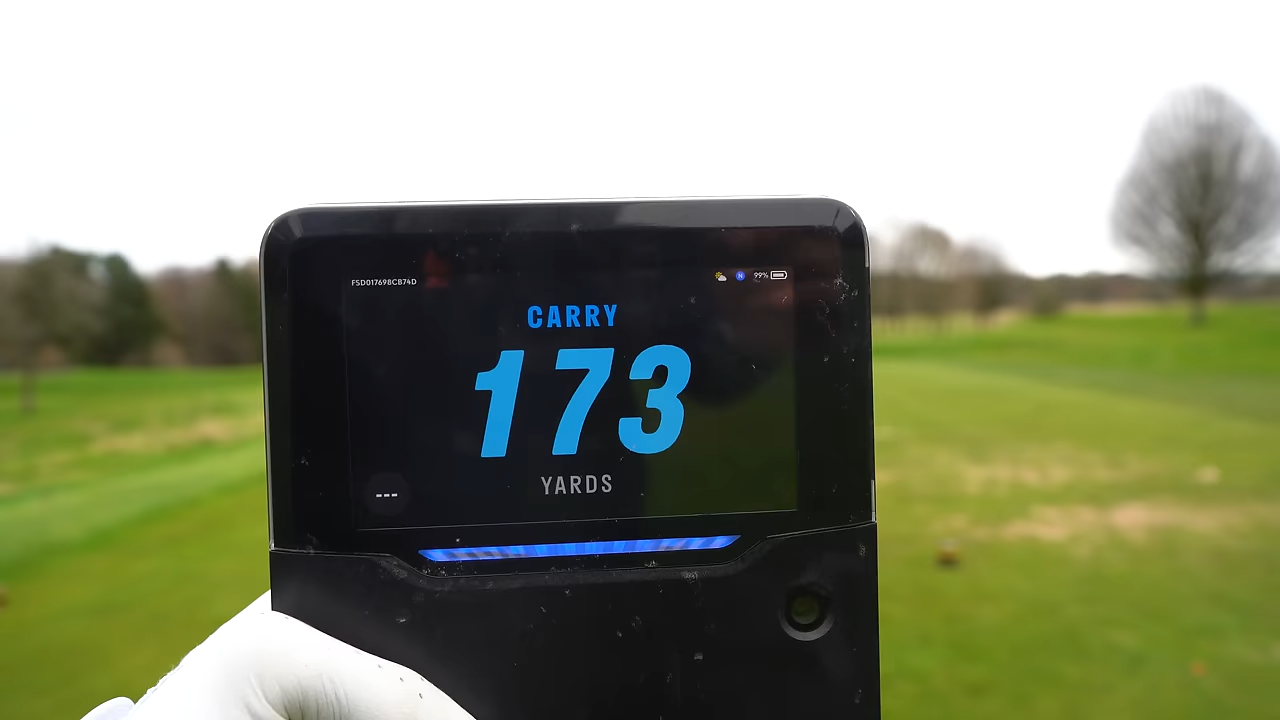 FSD017698CB74D
N 99%
CARRY
173
YARDS
---